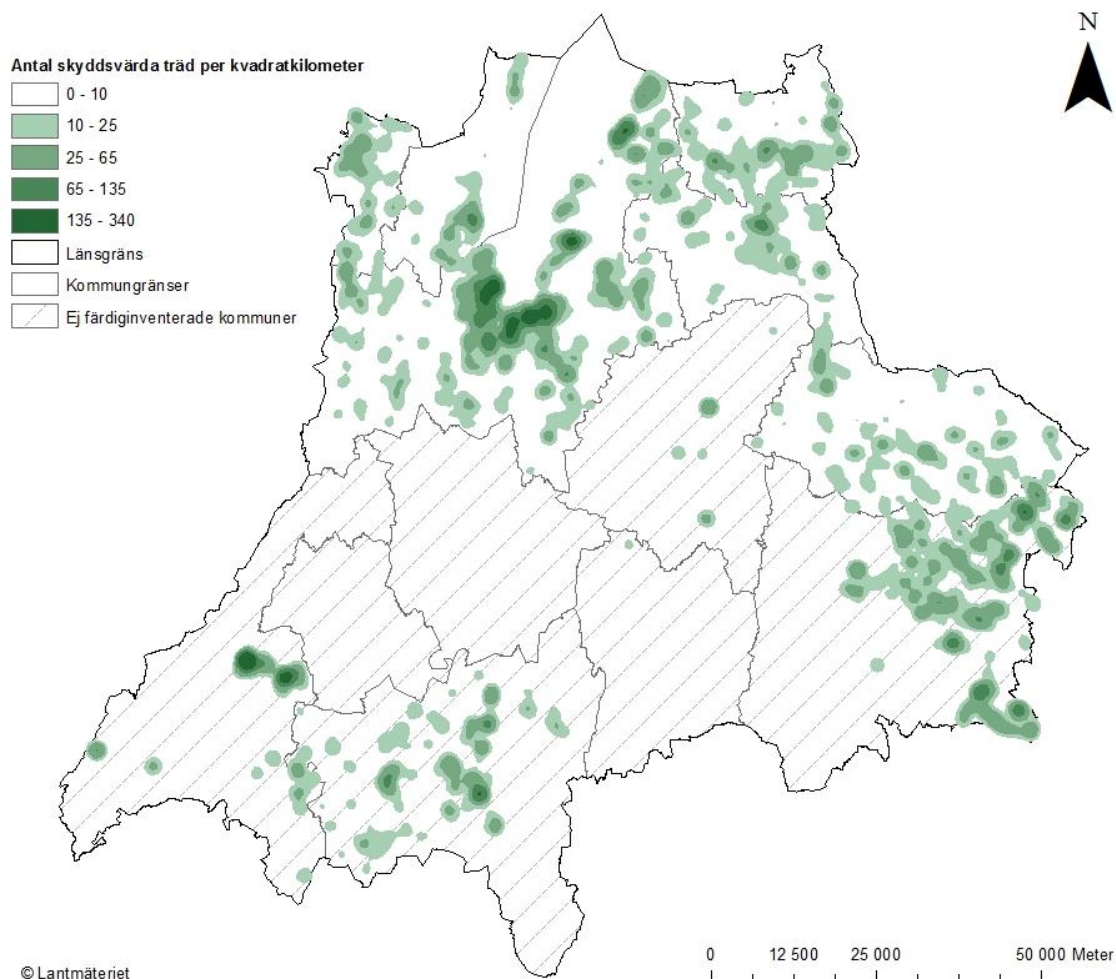 N
Antal skyddsvärda träd per kvadratkilometer
0 - 10
10 - 25
25 - 65
65 - 135
135 - 340
Länsgräns
Kommungränser
Ej färdiginventerade kommuner
0 12 500 25 000 50 000 Meter
© Lantmäteriet